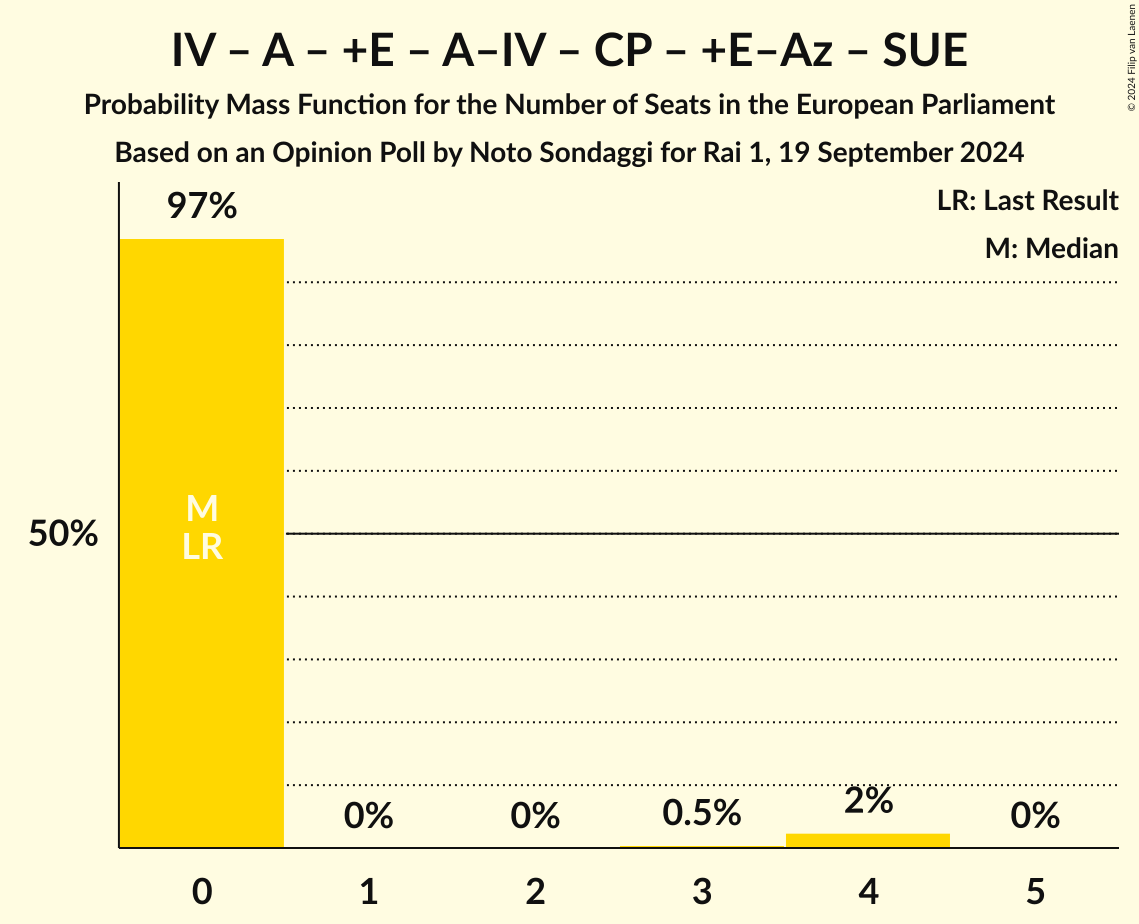 IV – A – +E – A–IV – CP – +E–Az – SUE
Probability Mass Function for the Number of Seats in the European Parliament
Based on an Opinion Poll by Noto Sondaggi for Rai 1, 19 September 2024
© 2024 Filip van Laenen
LR: Last Result
M: Median
97%
M
LR
50%
0%
0%
0.5%
2%
0%
0
1
2
3
4
5